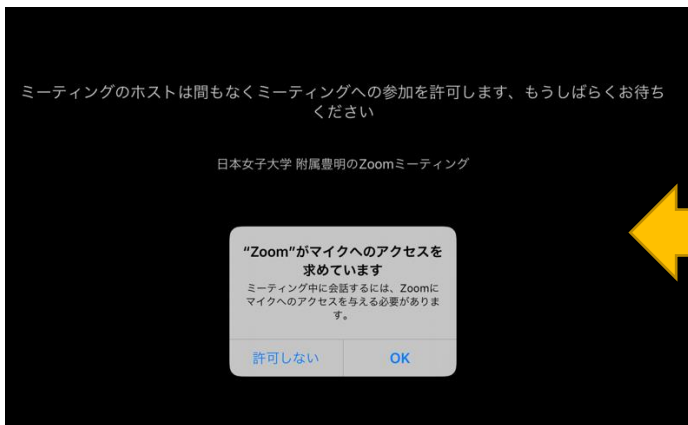 ミーティングのホストは間もなくミーティングへの参加を許可します、もうしばらくお待ち
ください
日本女子大学 附属豊明のZoomミーティング
“Zoom”がマイクへのアクセスを
求めています
ミーティング中に会話するには、Zoomに
マイクへのアクセスを与える必要がありま
す。
許可しない
OK